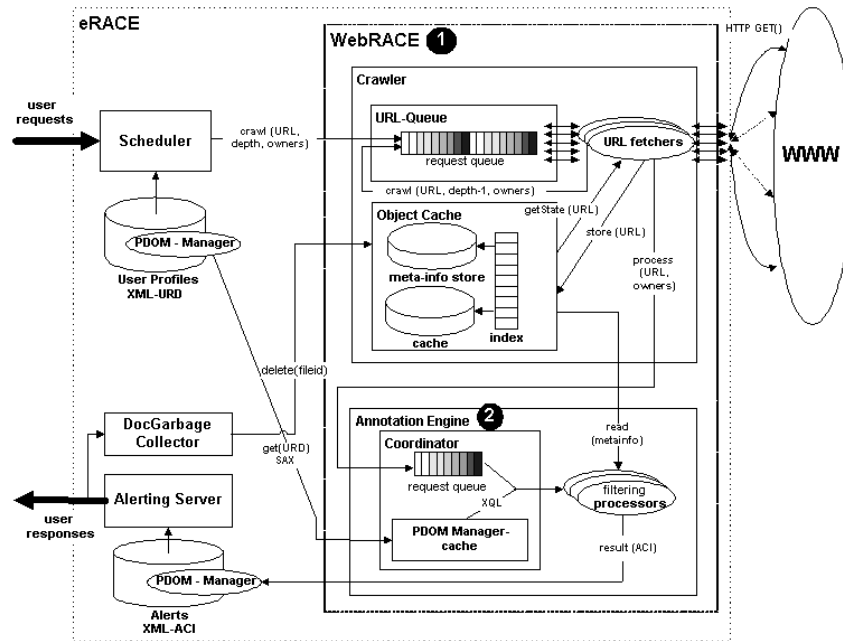 eRACE
WebRACE 1
HTTP GET()
Crawler
user
requests
Scheduler
crawl (URL,
depth, owners)
URL-Queue
request queue
URL fetchers
WWW
crawl (URL, depth-1, owners)
PDOM - Manager
User Profiles
XML-URD
Object Cache
getState (URL)
store (URL)
meta-info store
process
(URL,
owners)
cache
index
delete(fileid)
DocGarbage
Collector
get(URD)
SAX
Annotation Engine 2
read
(metainfo)
Coordinator
request queue
XQL
filtering
processors
Alerting Server
user
responses
PDOM Manager-
cache
result (ACI)
PDOM - Manager
Alerts
XML-ACI